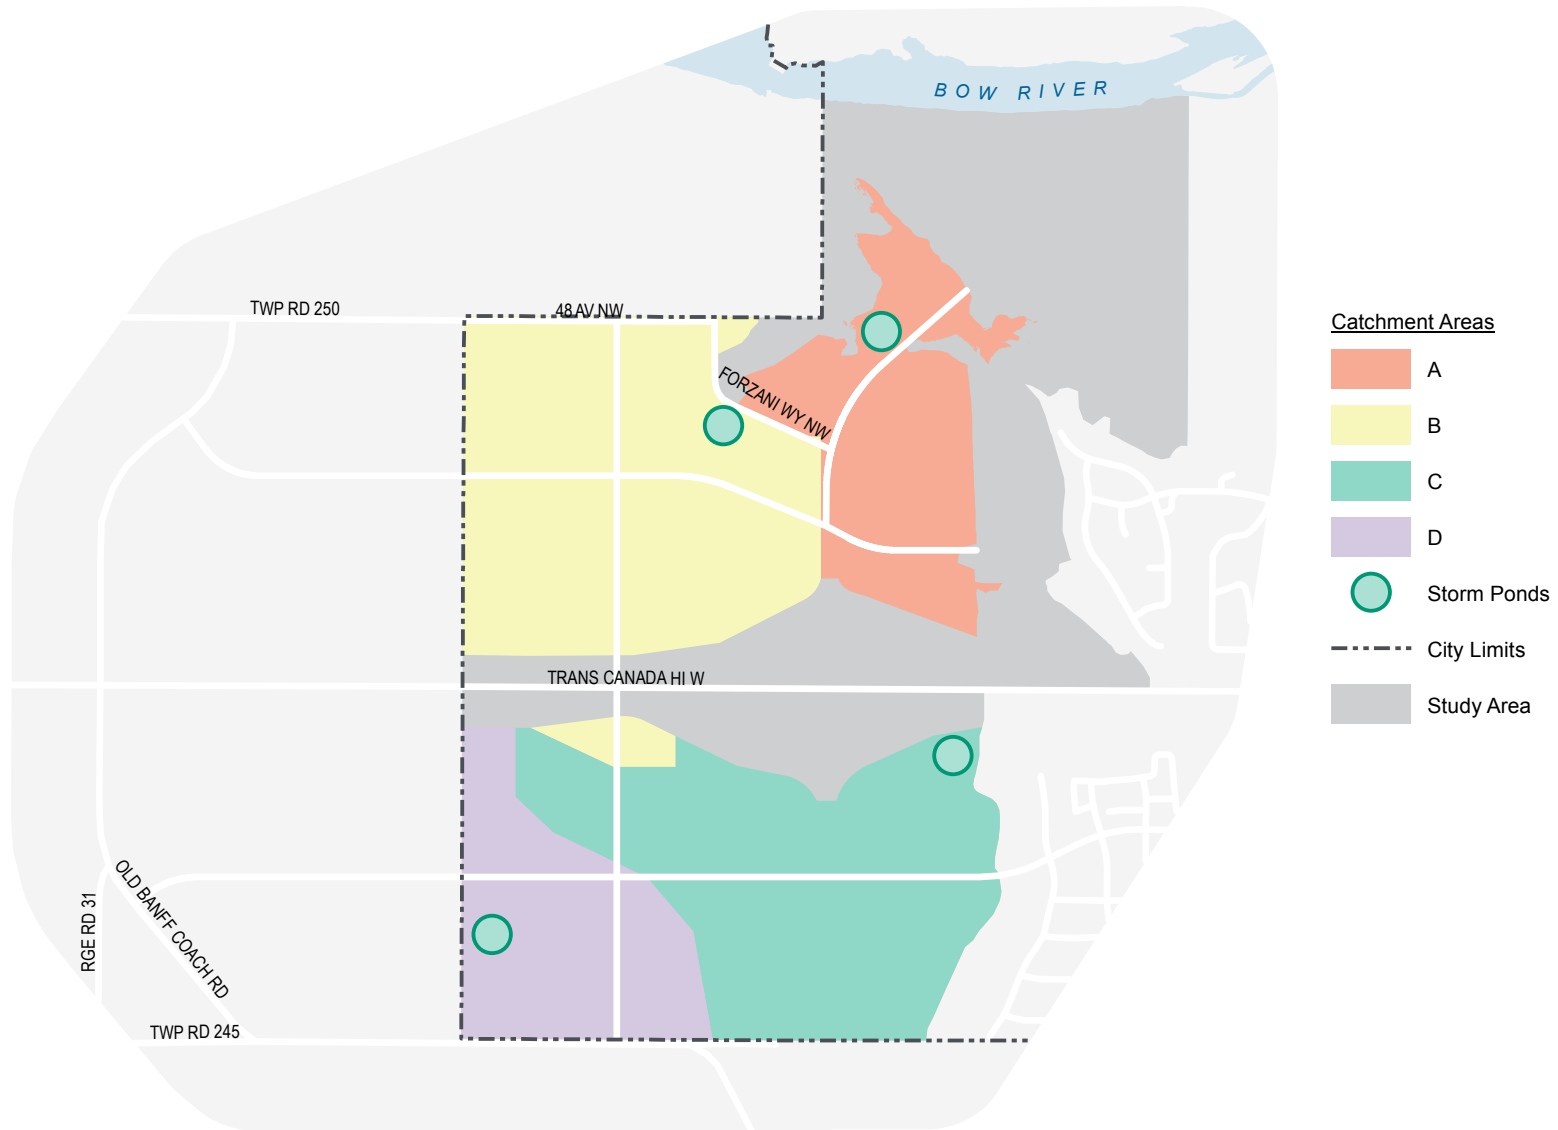 BOW RIVER
TWP RD 250
48 AV NW
FORZANI WY NW
TRANS CANADA HI W
OLD BANFF COACH RD
RGE RD 31
TWP RD 245
Catchment Areas
A
B
C
D
Storm Ponds
City Limits
Study Area